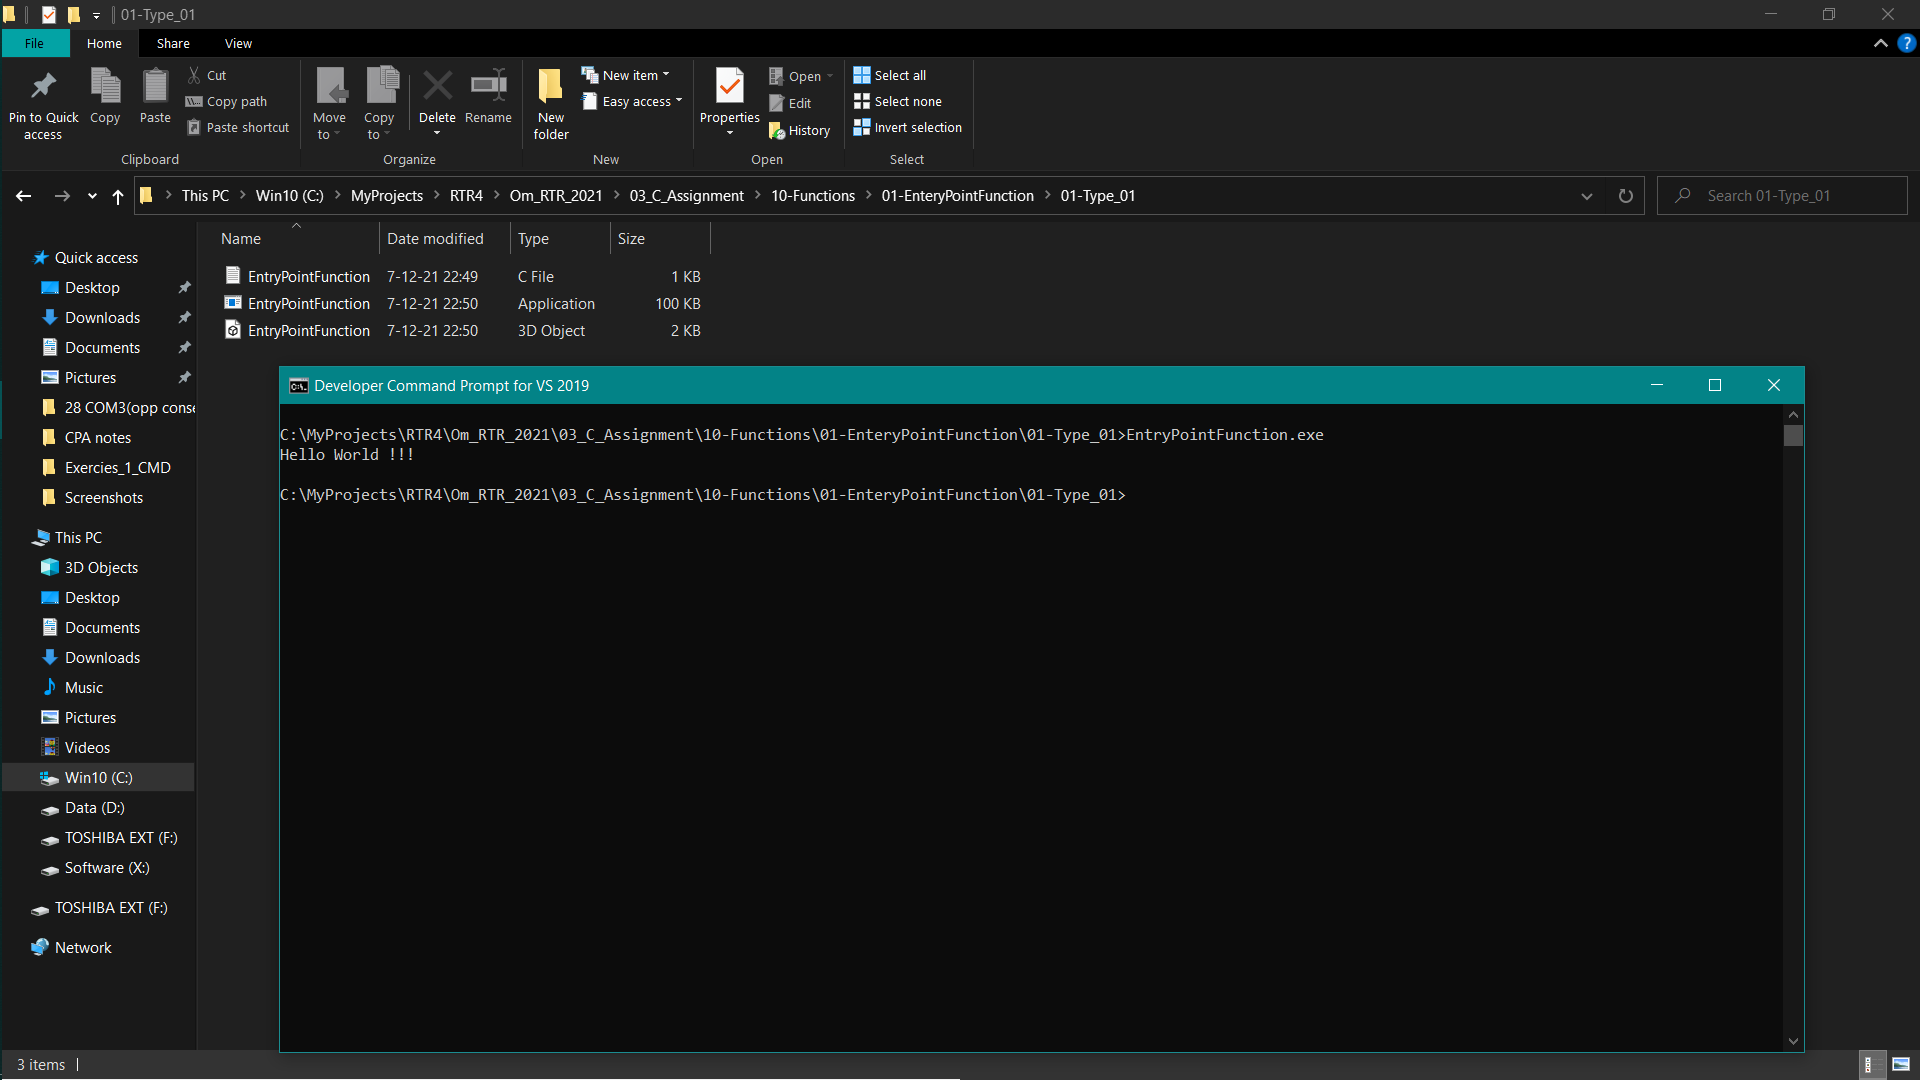 01-Type_01
File Home Share View
Pin to Quick access
Copy
Paste
Cut
Copy path
Paste shortcut
Clipboard
Move to
Copy to
Delete
Rename
Organize
New folder
New item
Easy access
New
Properties
Open
Edit
History
Open
Select all
Select none
Invert selection
Select
This PC > Win10 (C:) > MyProjects > RTR4 > Om_RTR_2021 > 03_C_Assignment > 10-Functions > 01-EnteryPointFunction > 01-Type_01
Search 01-Type_01
Name Date modified Type Size
EntryPointFunction 7-12-21 22:49 C File 1 KB
EntryPointFunction 7-12-21 22:50 Application 100 KB
EntryPointFunction 7-12-21 22:50 3D Object 2 KB
Quick access
Desktop
Downloads
Documents
Pictures
28 COM3(opp conse
CPA notes
Exercies_1_CMD
Screenshots
This PC
3D Objects
Desktop
Documents
Downloads
Music
Pictures
Videos
Win10 (C:)
Data (D:)
TOSHIBA EXT (F:)
Software (X:)
TOSHIBA EXT (F:)
Network
Developer Command Prompt for VS 2019
C:\MyProjects\RTR4\Om_RTR_2021\03_C_Assignment\10-Functions\01-EnteryPointFunction\01-Type_01>EntryPointFunction.exe
Hello World !!!
C:\MyProjects\RTR4\Om_RTR_2021\03_C_Assignment\10-Functions\01-EnteryPointFunction\01-Type_01>
3 items